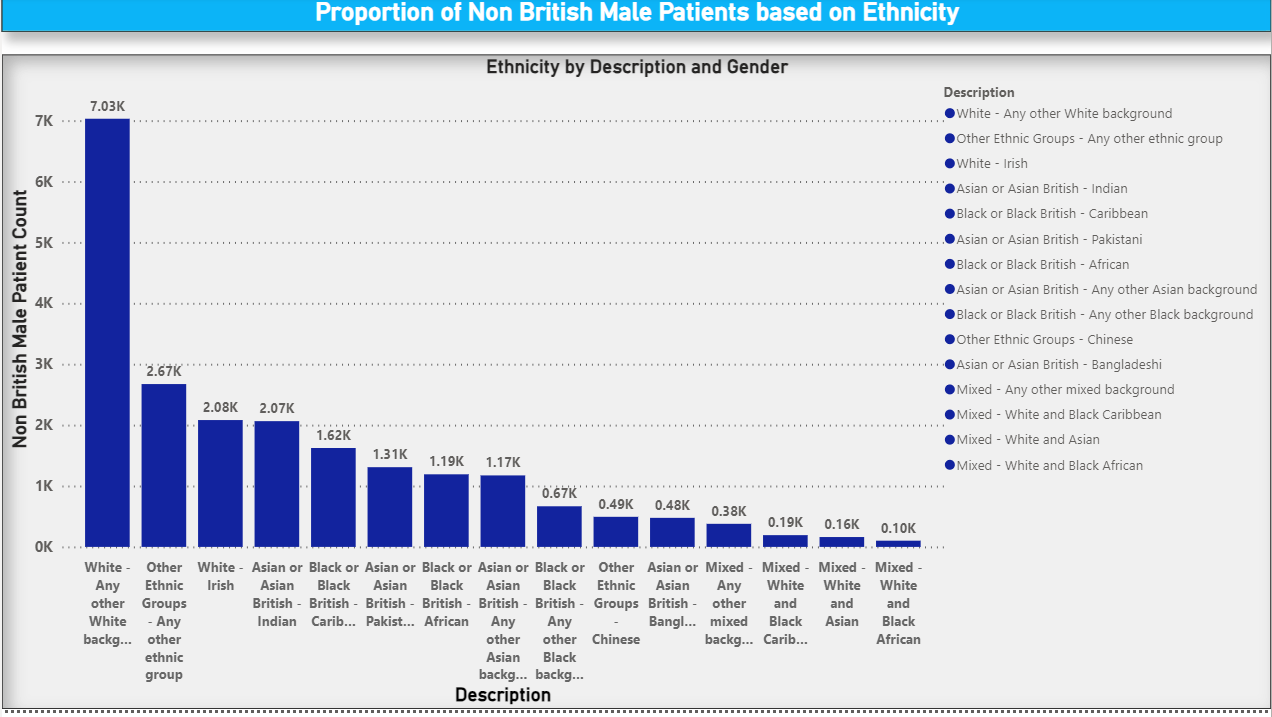 Proportion of Non British Male Patients based on Ethnicity
Ethnicity by Description and Gender
Non British Male Patient Count
7K
6K
5K
4K
3K
2K
1K
0K
7.03K
2.67K
2.08K
2.07K
1.62K
1.31K
1.19K
1.17K
0.67K
0.49K
0.48K
0.38K
0.19K
0.16K
0.10K
White -
Any
other
White
backg...
Other
Ethnic
Groups
- Any
other
ethnic
group
White -
Irish
Asian or
Asian
British -
Indian
Black or
Black
British -
Carib...
Asian or
Asian
British -
Pakist...
Black or
Black
British -
African
Asian or
Asian
British -
Any
other
Asian
backg...
Black or
Black
British -
Any
other
Black
backg...
Other
Ethnic
Groups
-
Chinese
Asian or
Asian
British -
Bangl...
Mixed -
Any
other
mixed
backg...
Mixed -
White
and
Black
Carib...
Mixed -
White
and
Asian
Mixed -
White
and
Black
African
Description
Description
White - Any other White background
Other Ethnic Groups - Any other ethnic group
White - Irish
Asian or Asian British - Indian
Black or Black British - Caribbean
Asian or Asian British - Pakistani
Black or Black British - African
Asian or Asian British - Any other Asian background
Black or Black British - Any other Black background
Other Ethnic Groups - Chinese
Asian or Asian British - Bangladeshi
Mixed - Any other mixed background
Mixed - White and Black Caribbean
Mixed - White and Asian
Mixed - White and Black African